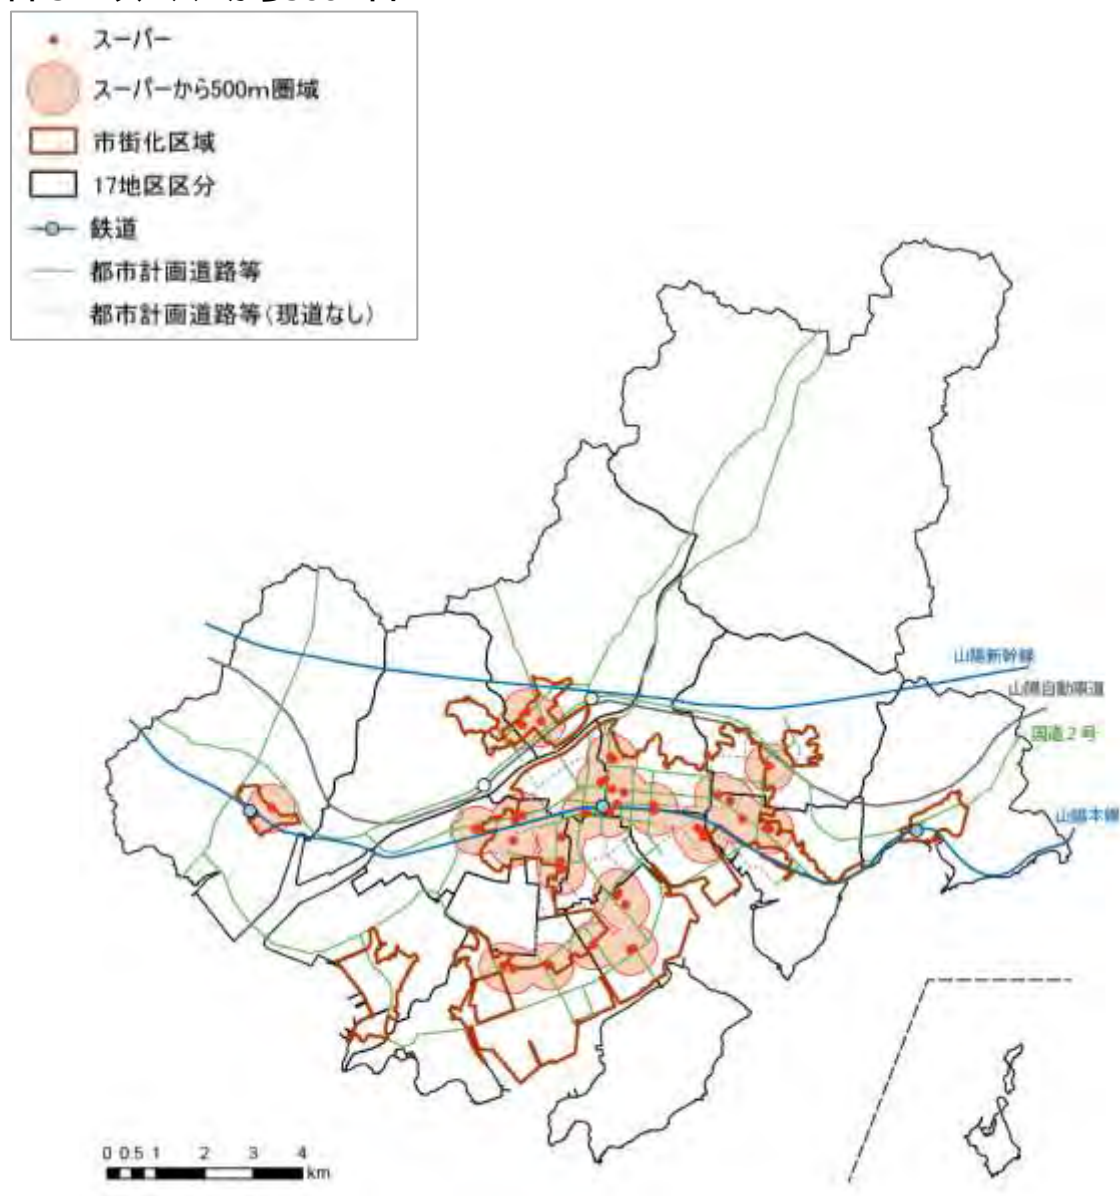 スーパー
スーパーから500m圏域
市街化区域
17地区区分
鉄道
都市計画道路等
都市計画道路等(現道なし)
山陽新幹線
山陽自動車道
国道2号
山陽本線
0 0.5 1 2 3 4
km